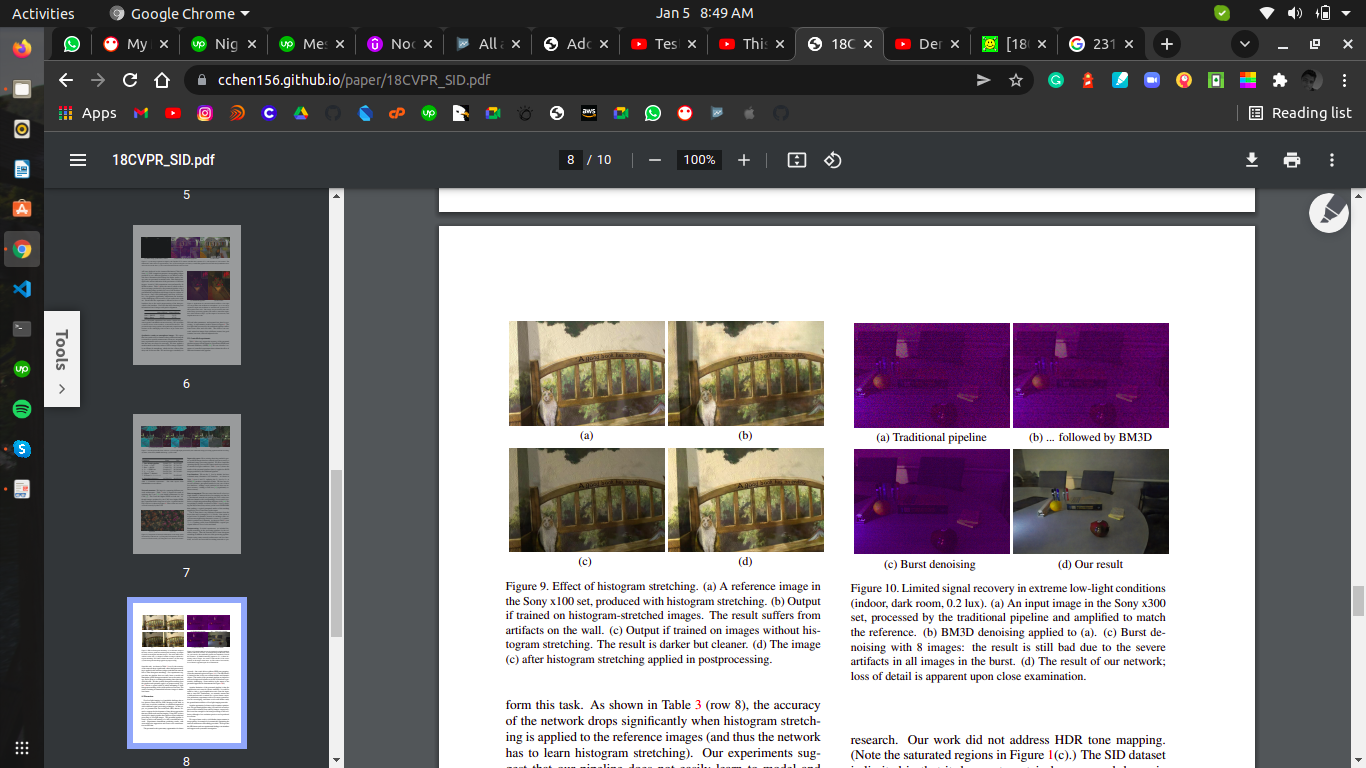 Activities
Google Chrome
Jan 5 8:49 AM
My
Nig
Mes
Noc
All a
Adc
Tes
This
18C
Der
[18
231
cchen156.github.io/paper/18CVPR_SID.pdf
Apps
Reading list
18CVPR_SID.pdf
8 / 10
100%
5
6
7
8
Tools
(a)
(b)
(c)
(d)
Figure 9. Effect of histogram stretching. (a) A reference image in
the Sony x100 set, produced with histogram stretching. (b) Output
if trained on histogram-stretched images. The result suffers from
artifacts on the wall. (c) Output if trained on images without his-
togram stretching. The result is darker but cleaner. (d) The image
(c) after histogram stretching applied in postprocessing.
form this task. As shown in Table 3 (row 8), the accuracy
of the network drops significantly when histogram stretch-
ing is applied to the reference images (and thus the network
has to learn histogram stretching). Our experiments sug-
gest that our pipeline does not easily learn to model and
(a) Traditional pipeline
(b) ... followed by BM3D
(c) Burst denoising
(d) Our result
Figure 10. Limited signal recovery in extreme low-light conditions
(indoor, dark room, 0.2 lux). (a) An input image in the Sony x300
set, processed by the traditional pipeline and amplified to match
the reference. (b) BM3D denoising applied to (a). (c) Burst de-
noising with 8 images: the result is still bad due to the severe
artifacts in all images in the burst. (d) The result of our network;
loss of detail is apparent upon close examination.
research. Our work did not address HDR tone mapping.
(Note the saturated regions in Figure 1(c).) The SID dataset